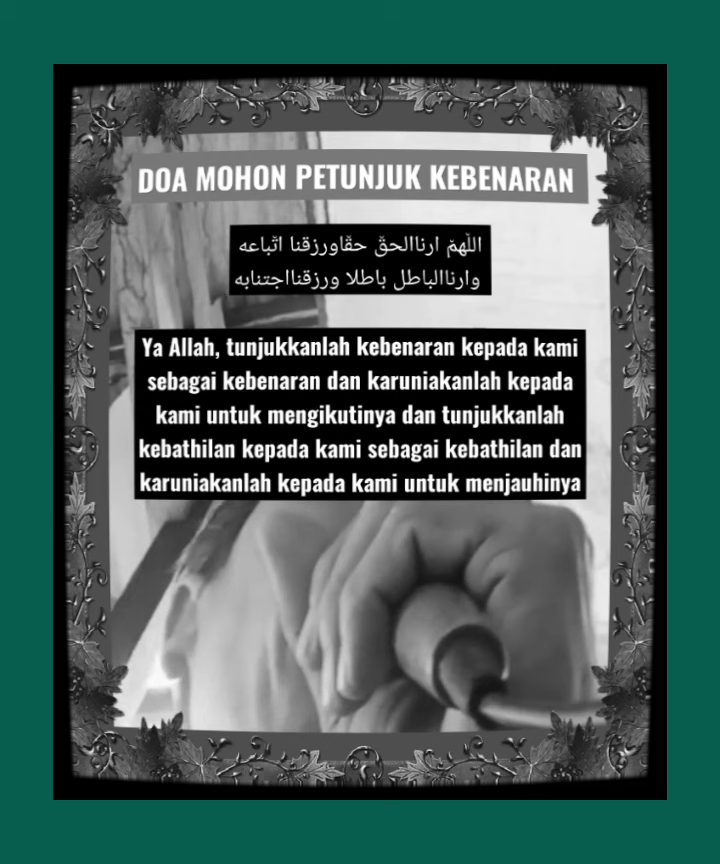 DOA MOHON PETUNJUK KEBENARAN
اللّهمّ ارناالحقّ حقّاورزقنا اتّباعه
وارناالباطل باطلا ورزقنااجتنابه
Ya Allah, tunjukkanlah kebenaran kepada kami
sebagai kebenaran dan karuniakanlah kepada
kami untuk mengikutinya dan tunjukkanlah
kebathilan kepada kami sebagai kebathilan dan
karuniakanlah kepada kami untuk menjauhinya